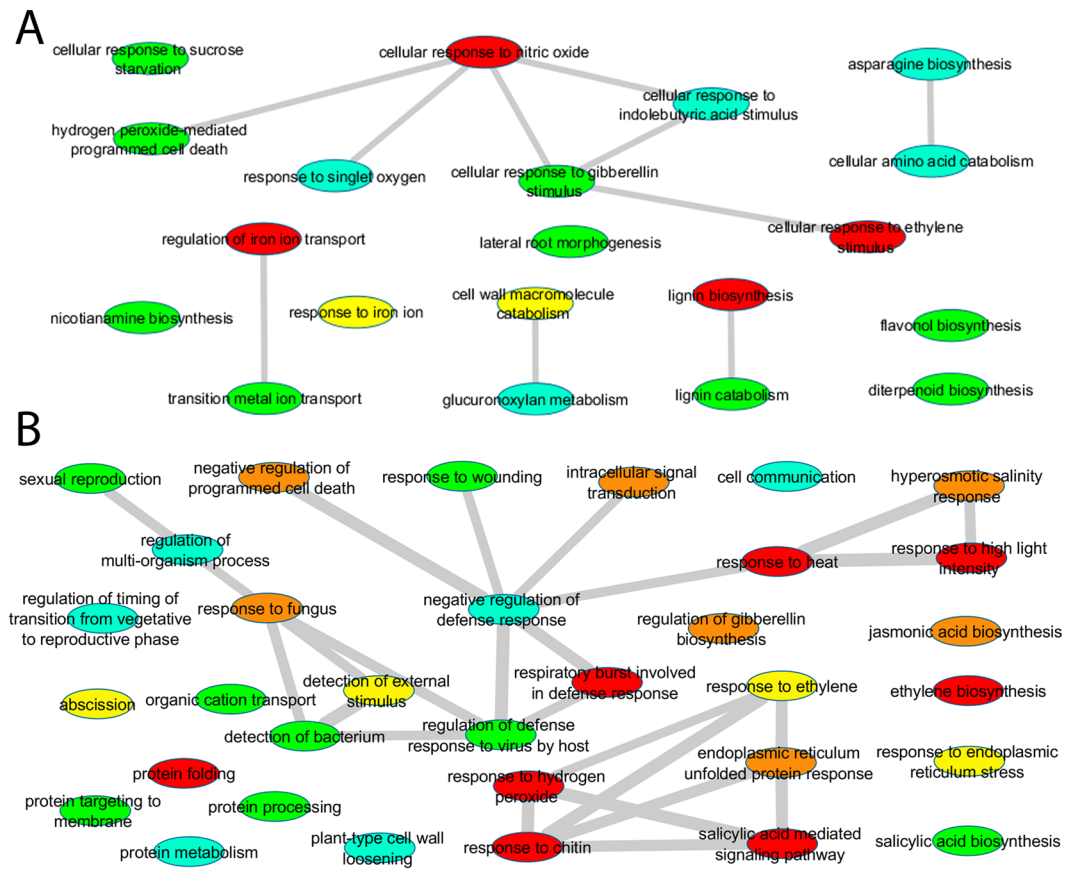 A
cellular response to sucrose
starvation
cellular response to nitric oxide
asparagine biosynthesis
cellular response to
indolebutyric acid stimulus
hydrogen peroxide-mediated
programmed cell death
response to singlet oxygen
cellular response to gibberellin
stimulus
cellular amino acid catabolism
regulation of iron ion transport
lateral root morphogenesis
cellular response to ethylene
stimulus
nicotianamine biosynthesis
response to iron ion
cell wall macromolecule
catabolism
lignin biosynthesis
flavonol biosynthesis
transition metal ion transport
glucuronoxylan metabolism
lignin catabolism
diterpenoid biosynthesis
B
sexual reproduction
negative regulation of
programmed cell death
response to wounding
intracellular signal
transduction
cell communication
hyperosmotic salinity
response
regulation of
multi-organism process
response to heat
response to high light
intensity
regulation of timing of
transition from vegetative
to reproductive phase
response to fungus
negative regulation of
defense response
regulation of gibberellin
biosynthesis
jasmonic acid biosynthesis
abscission
organic cation transport
detection of external
stimulus
respiratory burst involved
in defense response
response to ethylene
ethylene biosynthesis
detection of bacterium
regulation of defense
response to virus by host
protein folding
response to hydrogen
peroxide
endoplasmic reticulum
unfolded protein response
response to endoplasmic
reticulum stress
protein targeting to
membrane
protein processing
protein metabolism
plant-type cell wall
loosening
response to chitin
salicylic acid mediated
signaling pathway
salicylic acid biosynthesis